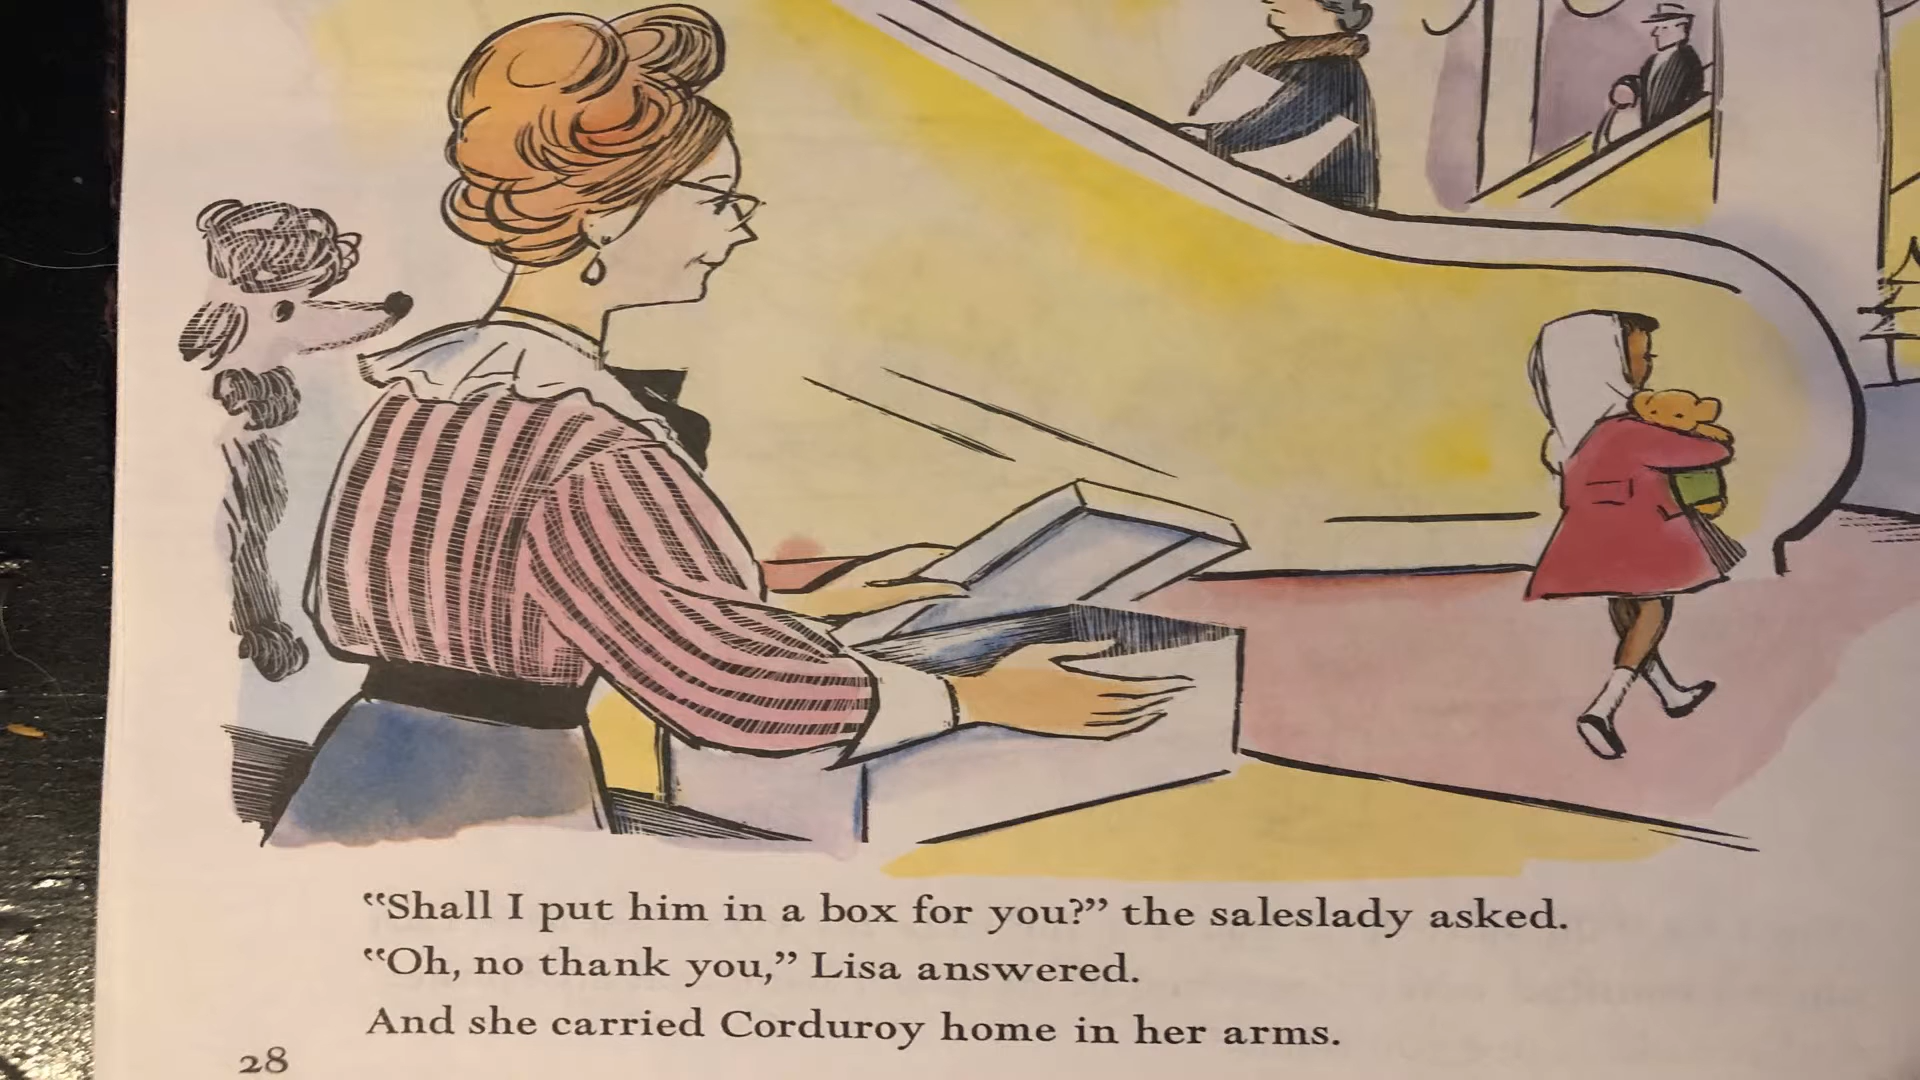 “Shall I put him in a box for you?” the saleslady asked.
“Oh, no thank you,” Lisa answered.
And she carried Corduroy home in her arms.
28